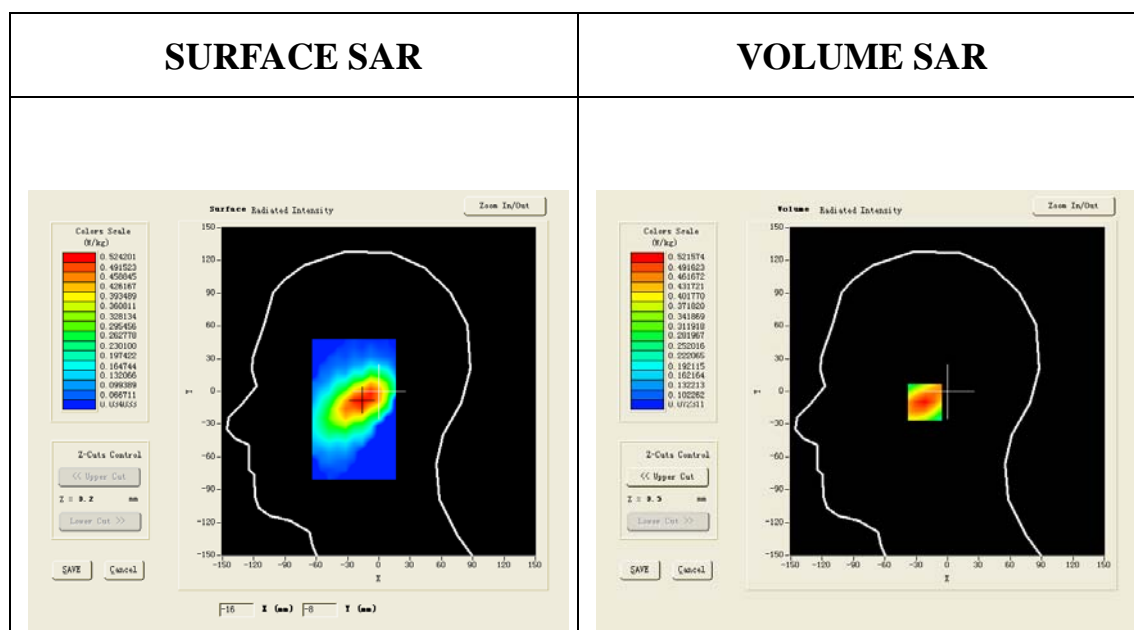 SURFACE SAR
VOLUME SAR
Surface Radiated Intensity
Zoom In/Out
Colors Scale
(W/kg)
0.524201
0.491523
0.458845
0.426167
0.393489
0.360811
0.328134
0.295456
0.262778
0.230100
0.197422
0.164744
0.132066
0.099389
0.066711
0.034033
150
120
90
60
30
0
-30
-60
-90
-120
-150
Y
-150 -120 -90 -60 -30 0 30 60 90 120 150
X
Z-Cuts Control
<< Upper Cut
Z = 0.2 mm
Lower Cut >>
SAVE Cancel
-16 X (mm) -8 Y (mm)
Volume Radiated Intensity
Zoom In/Out
Colors Scale
(W/kg)
0.521574
0.491623
0.461672
0.431721
0.401770
0.371820
0.341869
0.311918
0.281967
0.252016
0.222065
0.192115
0.162164
0.132213
0.102262
0.072311
150
120
90
60
30
0
-30
-60
-90
-120
-150
Y
-150 -120 -90 -60 -30 0 30 60 90 120 150
X
Z-Cuts Control
<< Upper Cut
Z = 0.5 mm
Lower Cut >>
SAVE Cancel